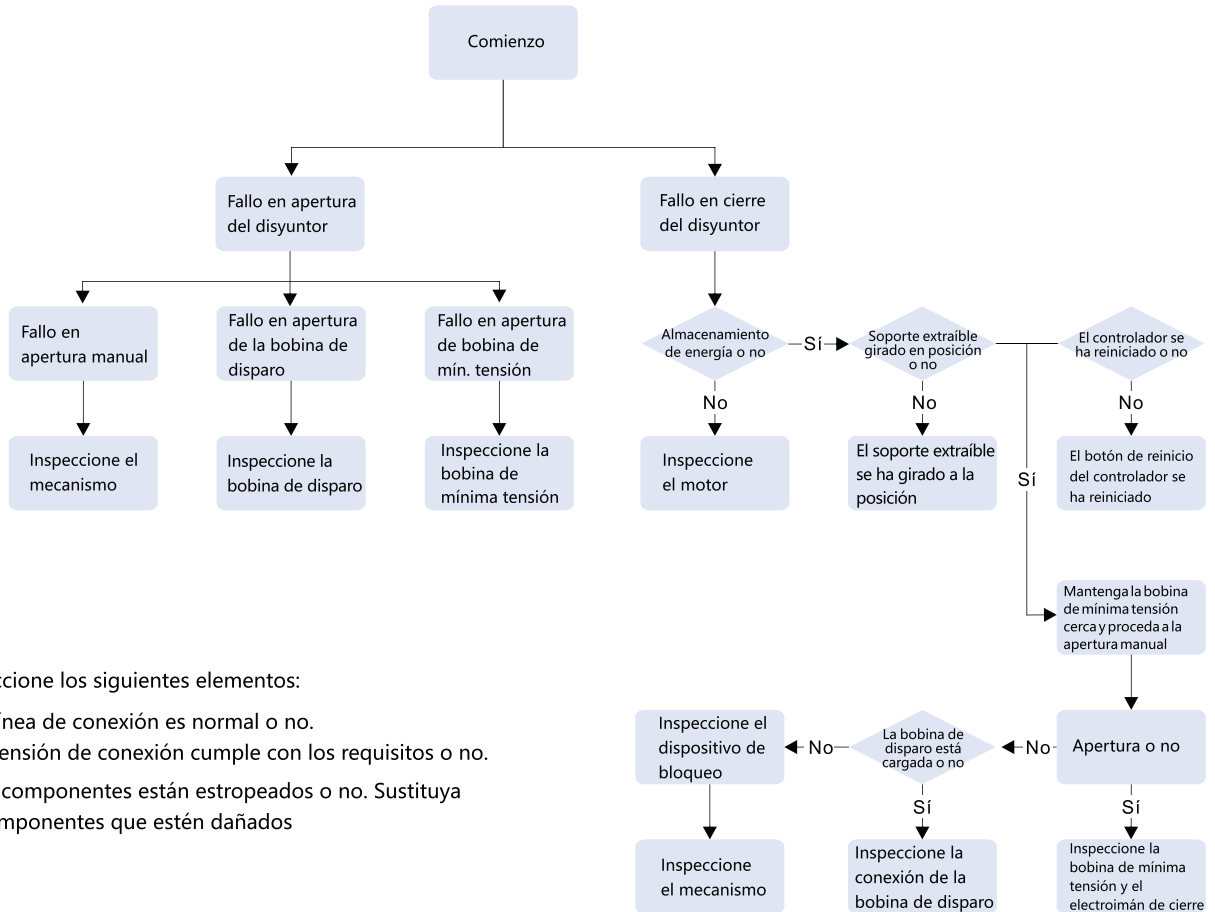 Comienzo
Fallo en apertura
del disyuntor
Fallo en cierre
del disyuntor
Fallo en
apertura manual
Fallo en apertura
de la bobina de
disparo
Fallo en apertura
de bobina de
mín. tensión
Almacenamiento
de energía o no
Sí
Soporte extraíble
girado en posición
o no
El controlador se
ha reiniciado o no
No
No
No
Inspeccione el
mecanismo
Inspeccione la
bobina de disparo
Inspeccione la
bobina de
mínima tensión
Inspeccione
el motor
El soporte extraíble
se ha girado a la
posición
Sí
El botón de reinicio
del controlador se
ha reiniciado
Mantenga la bobina
de mínima tensión
cerca y proceda a la
apertura manual
ccione los siguientes elementos:
ínea de conexión es normal o no.
ensión de conexión cumple con los requisitos o no.
componentes están estropeados o no. Sustituya
mponentes que estén dañados
Inspeccione el
dispositivo de
bloqueo
No
La bobina de
disparo está
cargada o no
No
Apertura o no
Sí
Sí
Inspeccione
el mecanismo
Inspeccione la
conexión de la
bobina de disparo
Inspeccione la
bobina de mínima
tensión y el
electroimán de cierre